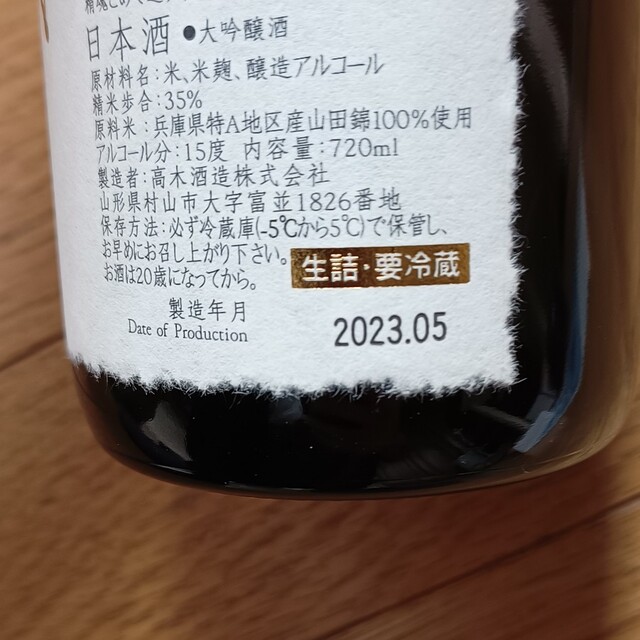 日本酒 ●大吟醸酒
原材料名：米、米麹、醸造アルコール
精米歩合：35%
原料米：兵庫県特A地区産山田錦100%使用
アルコール分：15度 内容量：720ml
製造者：高木酒造株式会社
山形県村山市大字富並1826番地
保存方法：必ず冷蔵庫(-5℃から5℃)で保管し、
お早めにお召し上がり下さい。
生詰・要冷蔵
お酒は20歳になってから。
製造年月
Date of Production
2023.05